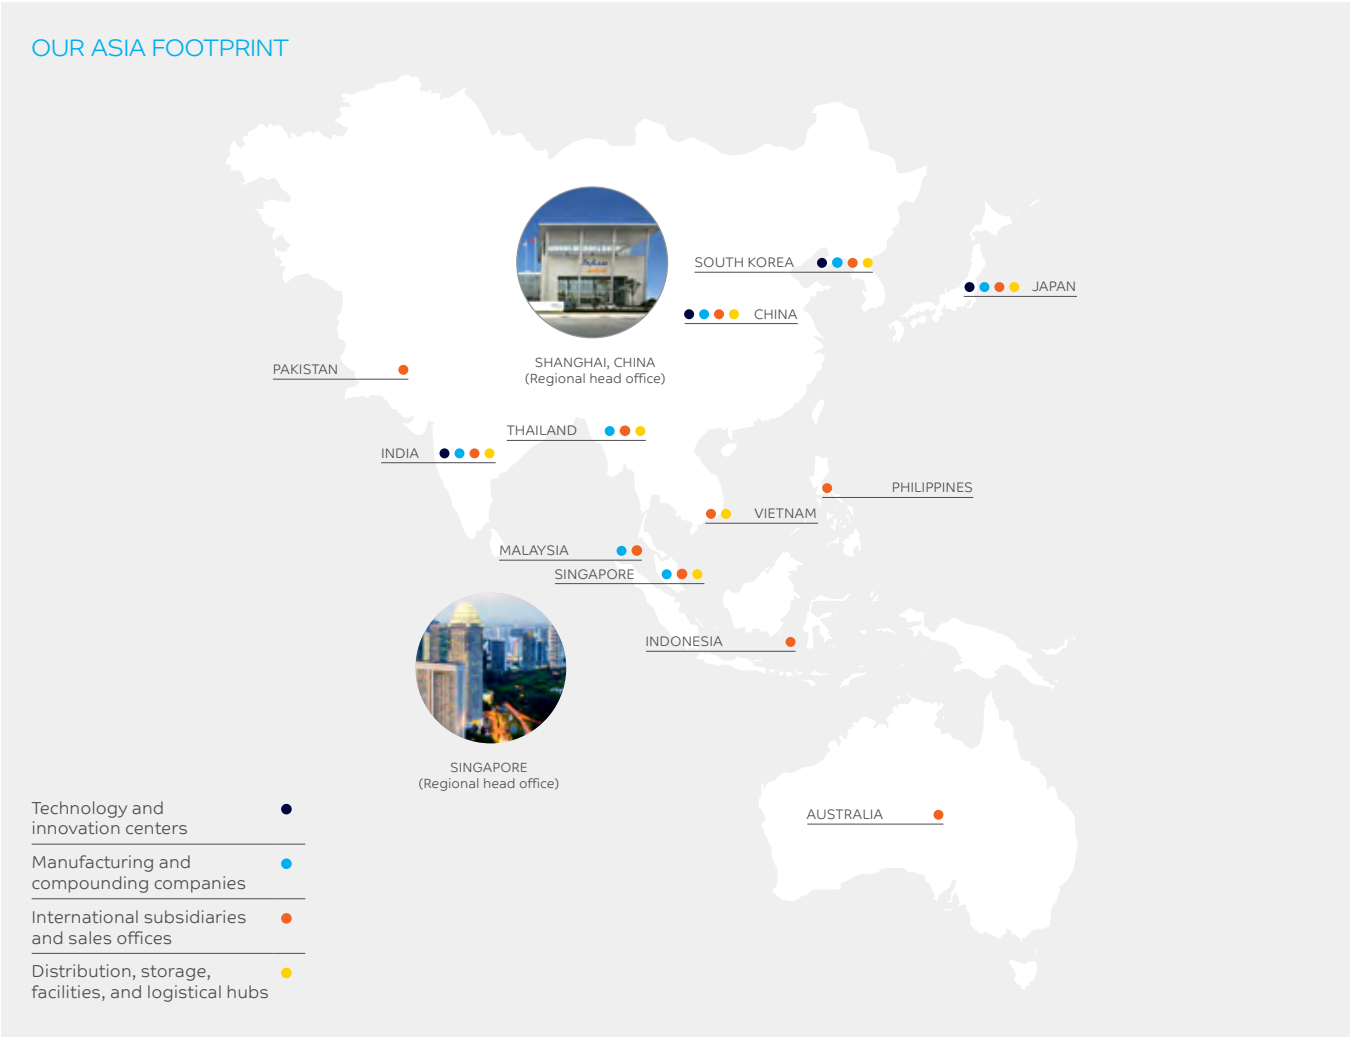 OUR ASIA FOOTPRINT
SOUTH KOREA
JAPAN
CHINA
SHANGHAI, CHINA
(Regional head office)
PAKISTAN
THAILAND
INDIA
PHILIPPINES
VIETNAM
MALAYSIA
SINGAPORE
INDONESIA
SINGAPORE
(Regional head office)
AUSTRALIA
Technology and
innovation centers
Manufacturing and
compounding companies
International subsidiaries
and sales offices
Distribution, storage,
facilities, and logistical hubs